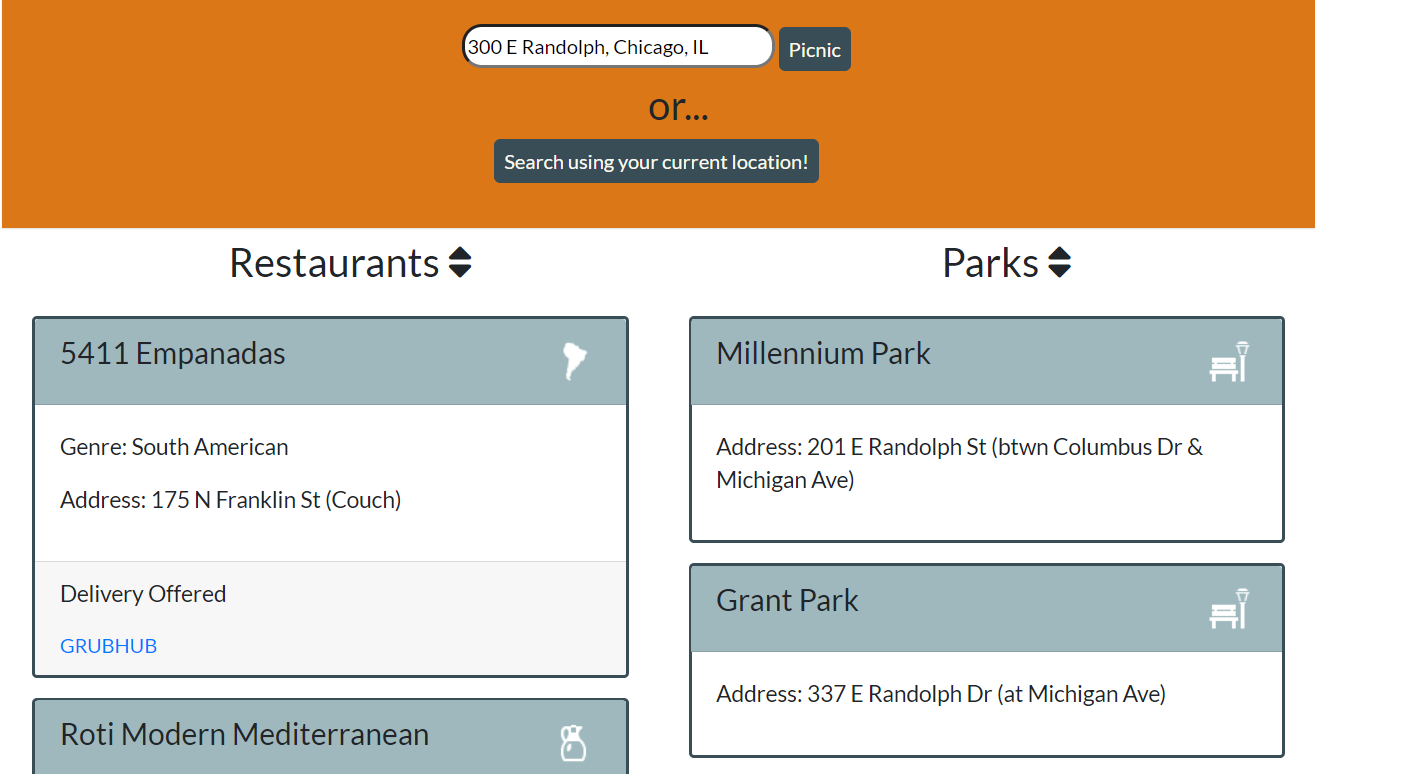 300 E Randolph, Chicago, IL
Picnic
or...
Search using your current location!
Restaurants
5411 Empanadas
Genre: South American
Address: 175 N Franklin St (Couch)
Delivery Offered
GRUBHUB
Roti Modern Mediterranean
Parks
Millennium Park
Address: 201 E Randolph St (btwn Columbus Dr &
Michigan Ave)
Grant Park
Address: 337 E Randolph Dr (at Michigan Ave)